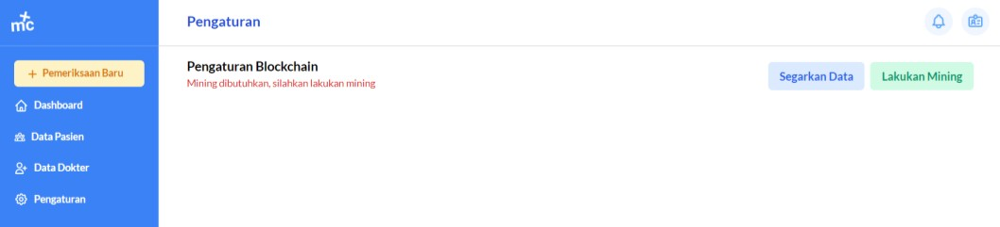 mc
Pengaturan
+ Pemeriksaan Baru
Dashboard
Data Pasien
Data Dokter
Pengaturan
Pengaturan Blockchain
Mining dibutuhkan, silahkan lakukan mining
Segarkan Data
Lakukan Mining